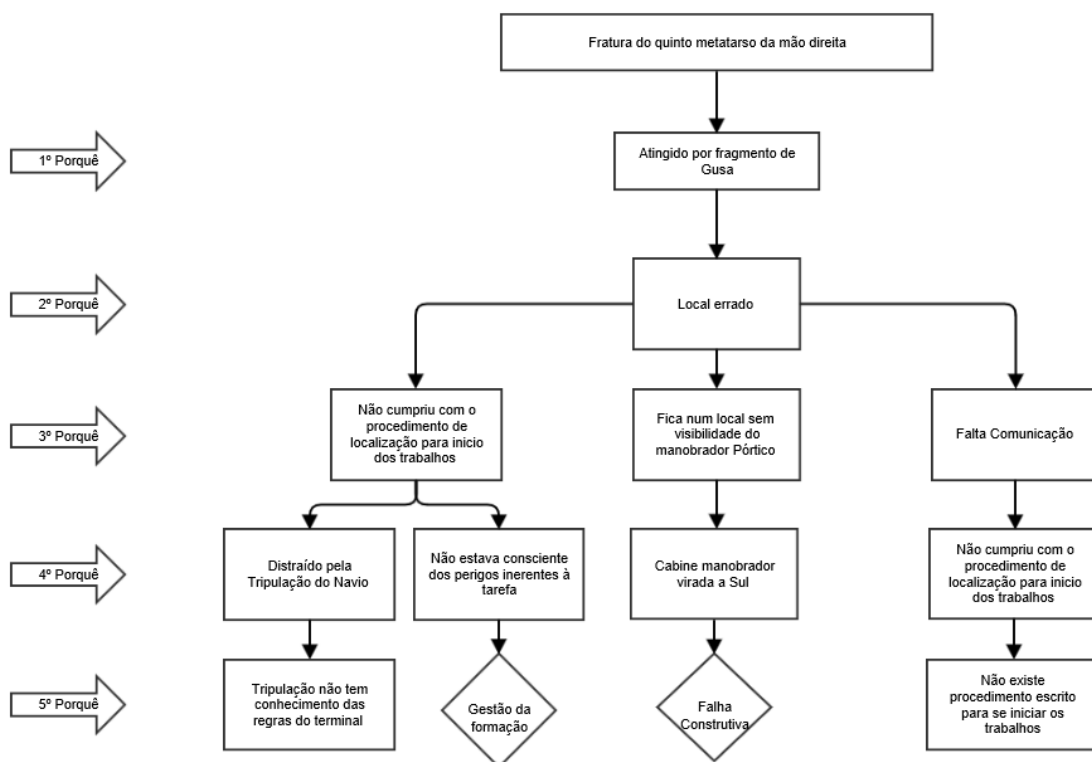 Fratura do quinto metatarso da mão direita
1º Porquê
Atingido por fragmento de
Gusa
2º Porquê
Local errado
3º Porquê
Não cumpriu com o
procedimento de
localização para inicio
dos trabalhos
Fica num local sem
visibilidade do
manobrador Pórtico
Falta Comunicação
4º Porquê
Distraído pela
Tripulação do Navio
Não estava consciente
dos perigos inerentes à
tarefa
Cabine manobrador
virada a Sul
Não cumpriu com o
procedimento de
localização para inicio
dos trabalhos
5º Porquê
Tripulação não tem
conhecimento das
regras do terminal
Gestão da
formação
Falha
Construtiva
Não existe
procedimento escrito
para se iniciar os
trabalhos